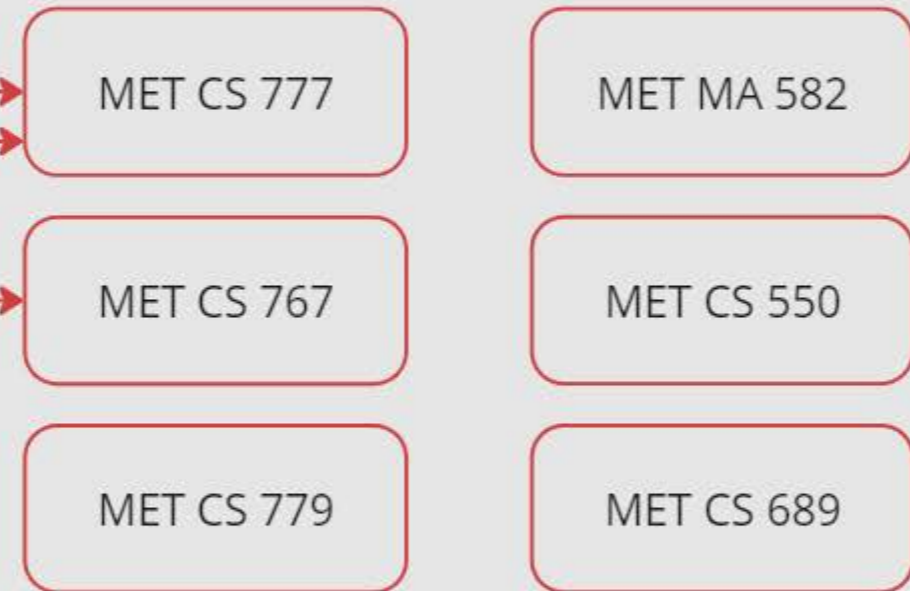 MET CS 777
MET MA 582
MET CS 767
MET CS 550
MET CS 779
MET CS 689